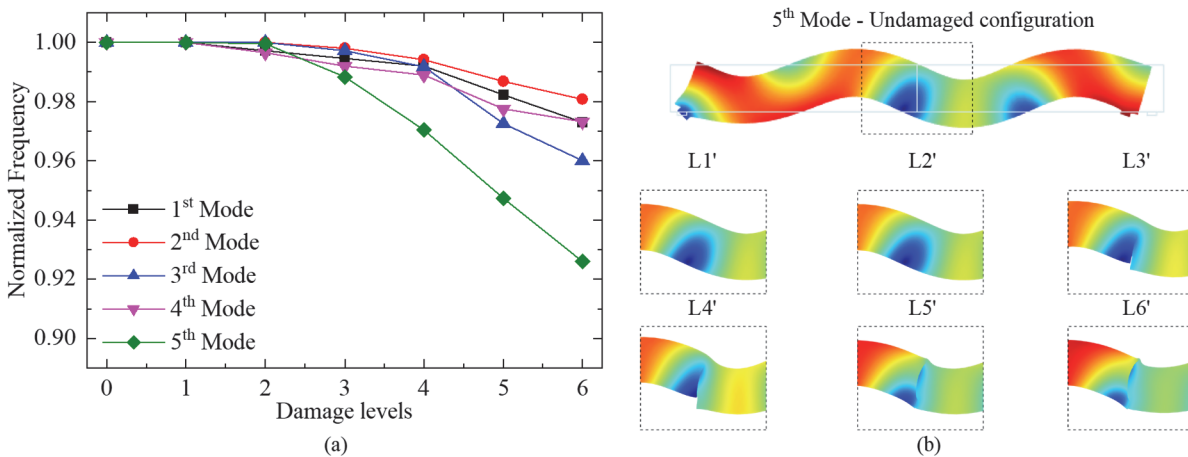 1.00
0.98
0.96
0.94
0.92
0.90
Normalized Frequency
1st Mode
2nd Mode
3rd Mode
4th Mode
5th Mode
0 1 2 3 4 5 6
Damage levels
(a)
5th Mode - Undamaged configuration
L1' L2' L3'
L4' L5' L6'
(b)